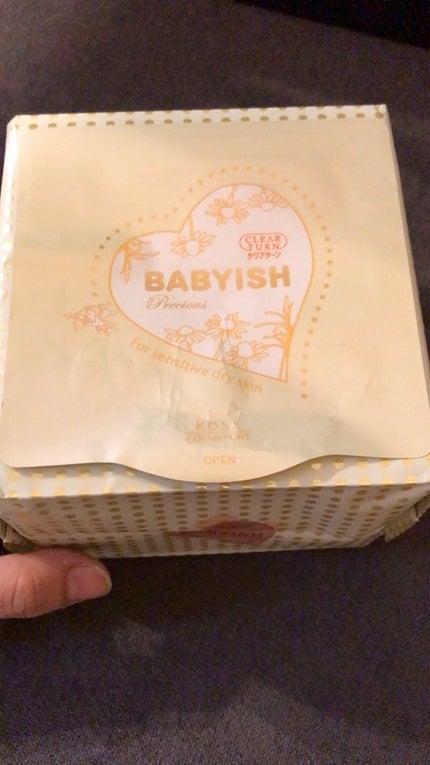 CLEAR
TURN
クリアターン
BABYISH
Precious
For sensitive dry skin
KOSÉ
COSMEPORT
OPEN